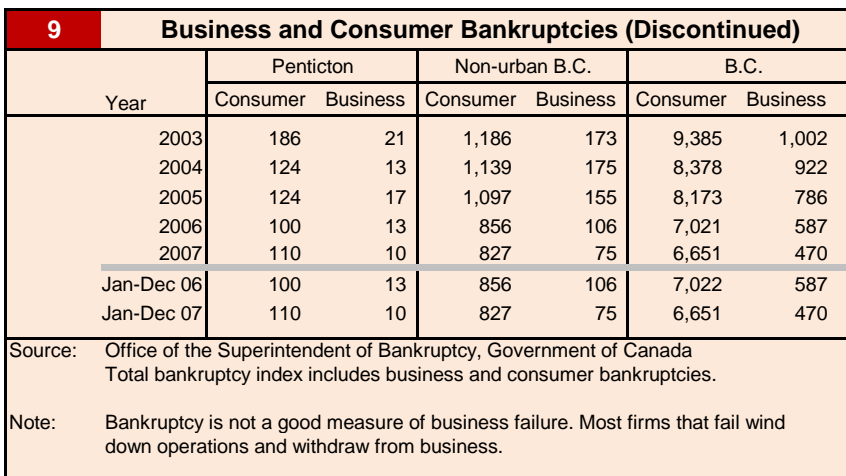 9 Business and Consumer Bankruptcies (Discontinued)
Penticton Non-urban B.C. B.C.
Year Consumer Business Consumer Business Consumer Business
2003 186 21 1,186 173 9,385 1,002
2004 124 13 1,139 175 8,378 922
2005 124 17 1,097 155 8,173 786
2006 100 13 856 106 7,021 587
2007 110 10 827 75 6,651 470
Jan-Dec 06 100 13 856 106 7,022 587
Jan-Dec 07 110 10 827 75 6,651 470
Source: Office of the Superintendent of Bankruptcy, Government of Canada
Total bankruptcy index includes business and consumer bankruptcies.
Note: Bankruptcy is not a good measure of business failure. Most firms that fail wind
down operations and withdraw from business.